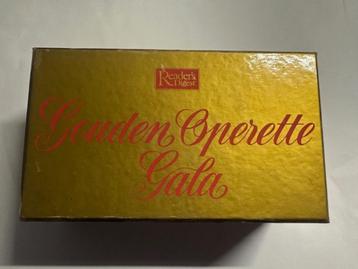 Reader's
Digest
Gouden Operette
Gala